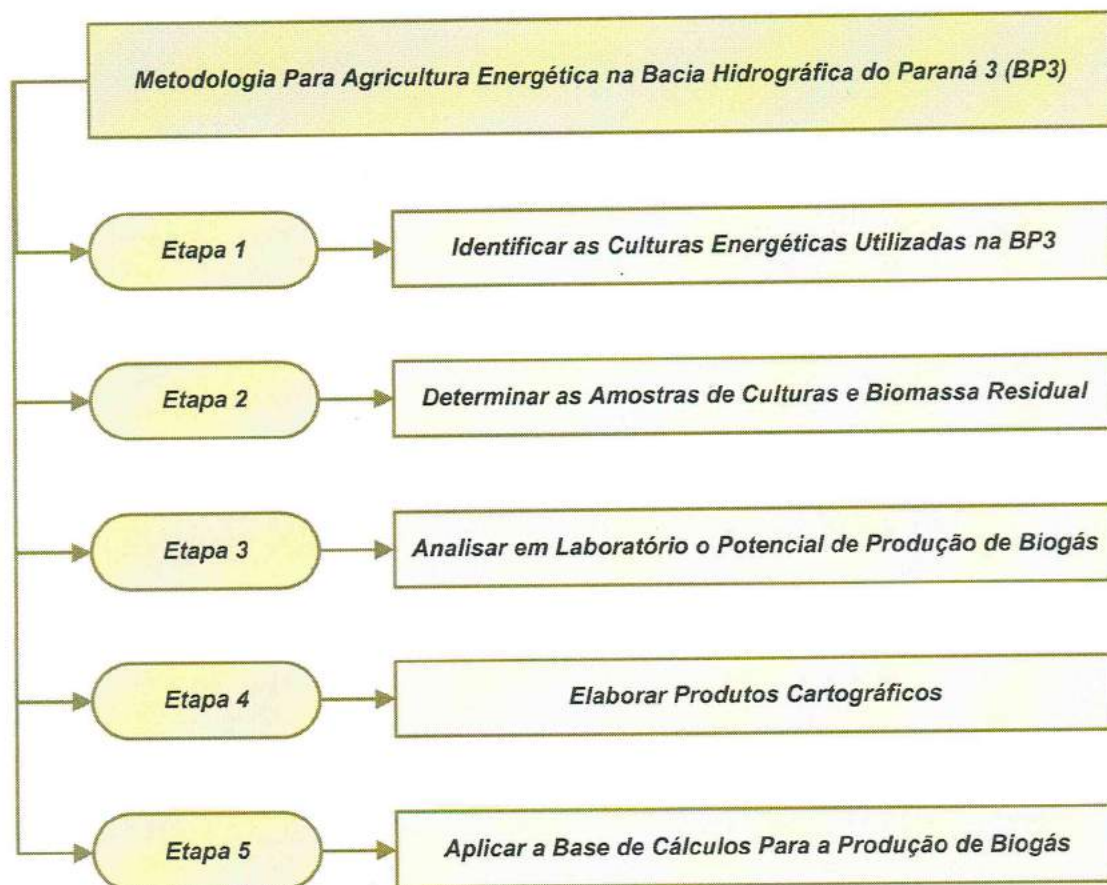 Metodologia Para Agricultura Energética na Bacia Hidrográfica do Paraná 3 (BP3)
Etapa 1
Identificar as Culturas Energéticas Utilizadas na BP3
Etapa 2
Determinar as Amostras de Culturas e Biomassa Residual
Etapa 3
Analisar em Laboratório o Potencial de Produção de Biogás
Etapa 4
Elaborar Produtos Cartográficos
Etapa 5
Aplicar a Base de Cálculos Para a Produção de Biogás